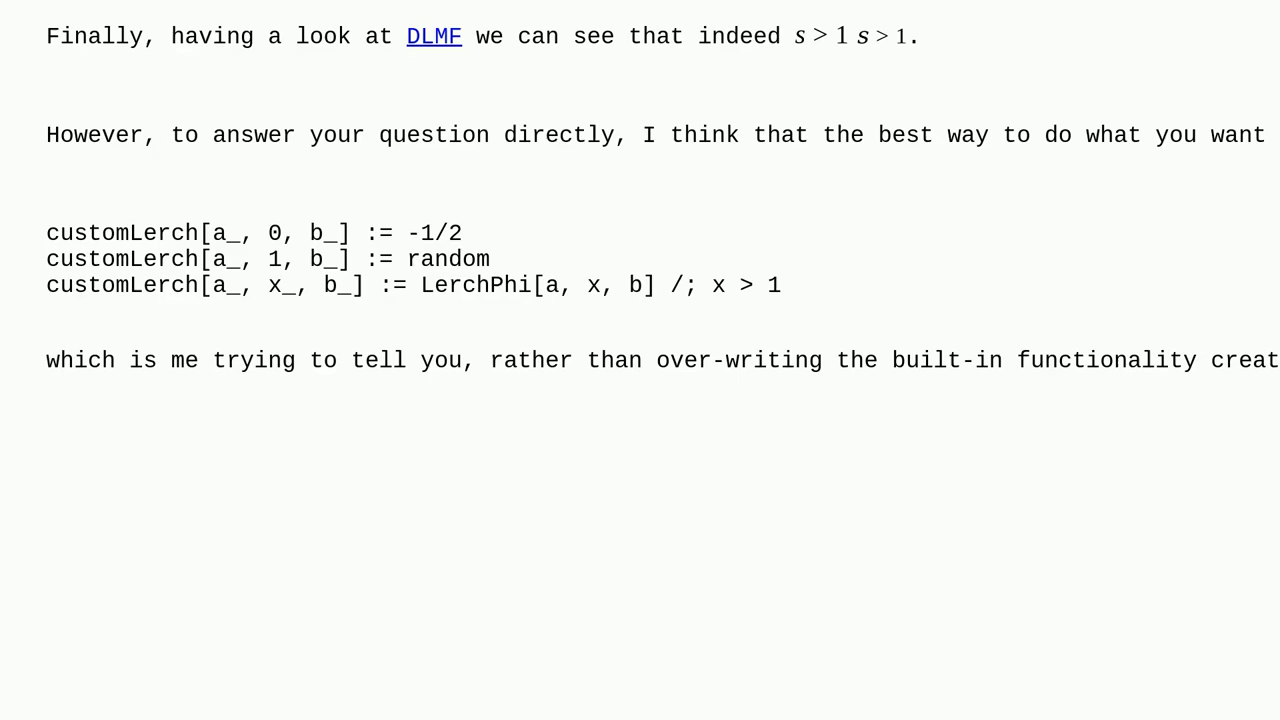 Finally, having a look at DLMF we can see that indeed s > 1 s > 1.
However, to answer your question directly, I think that the best way to do what you want
customLerch[a_, 0, b_] := -1/2
customLerch[a_, 1, b_] := random
customLerch[a_, x_, b_] := LerchPhi[a, x, b] /; x > 1
which is me trying to tell you, rather than over-writing the built-in functionality creat